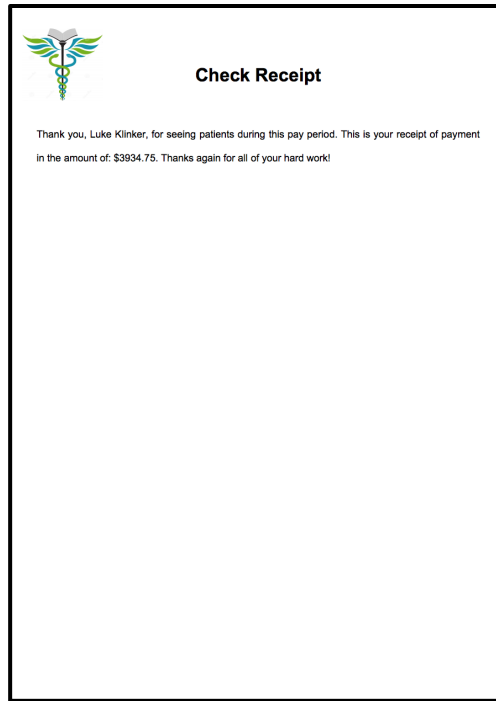 Check Receipt
Thank you, Luke Klinker, for seeing patients during this pay period. This is your receipt of payment
in the amount of: $3934.75. Thanks again for all of your hard work!